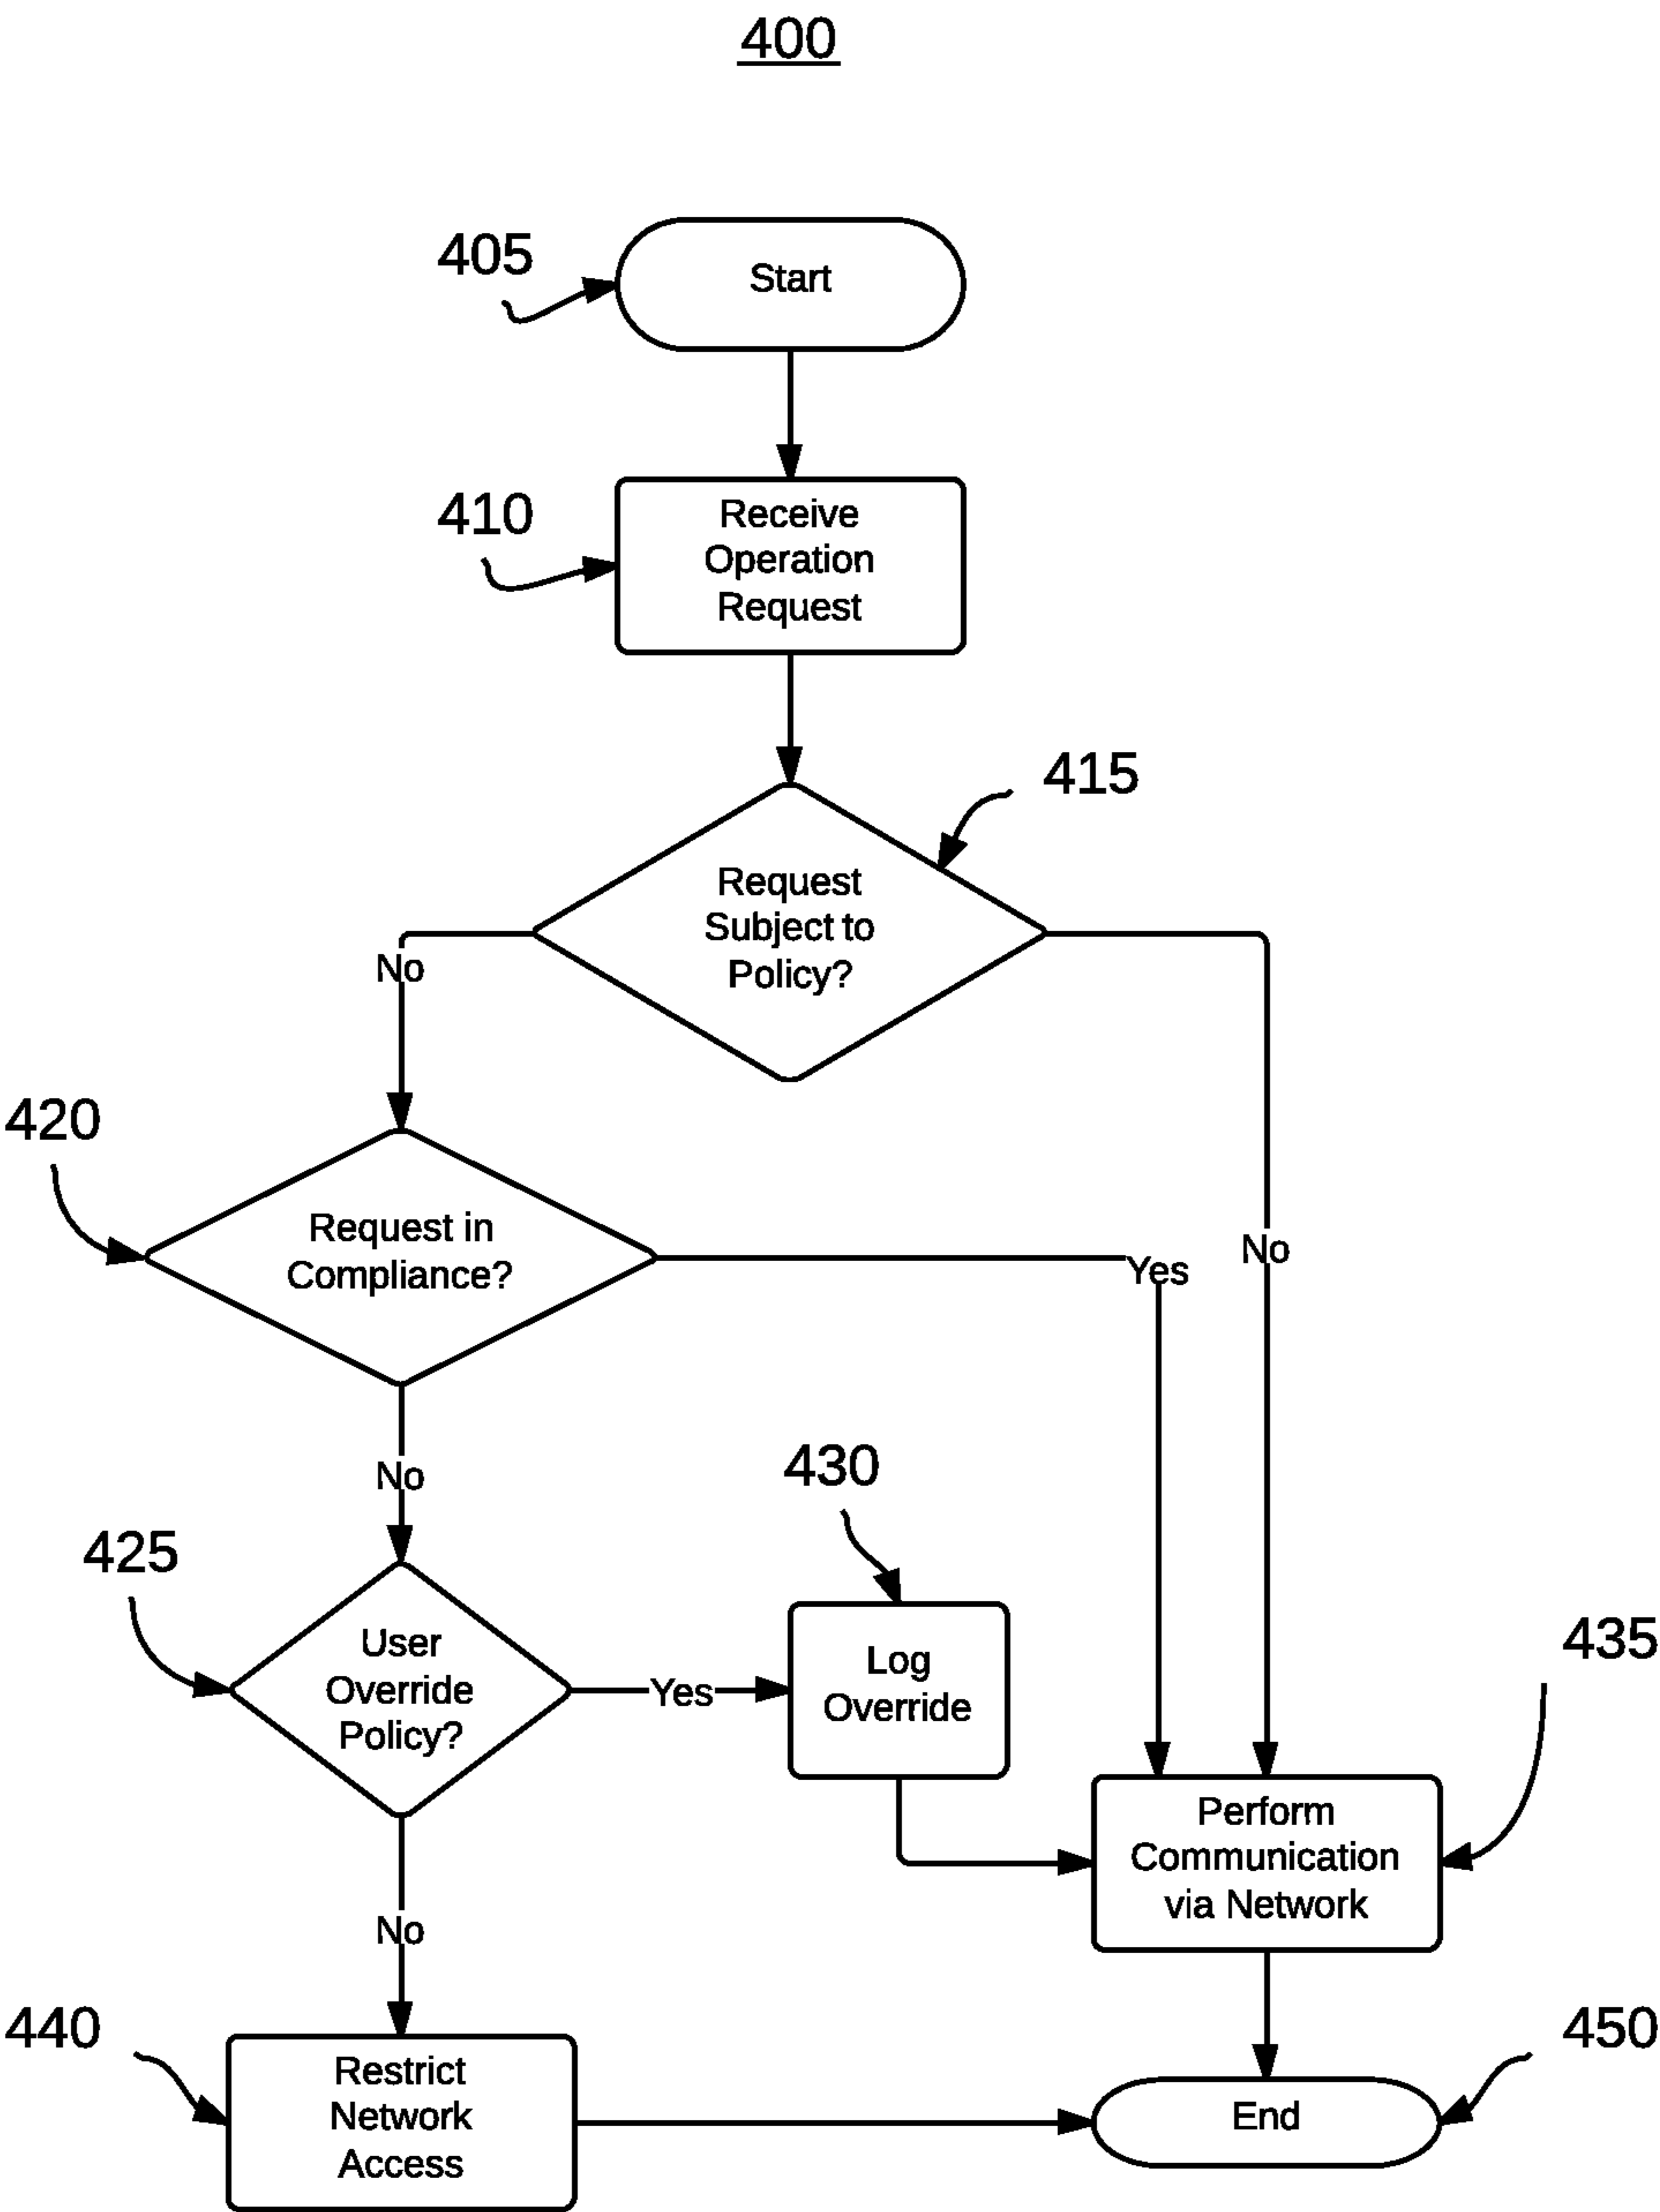 400
405
Start
410
Receive
Operation
Request
415
Request
Subject to
Policy?
No
420
Request in
Compliance?
Yes
No
No
425
User
Override
Policy?
Yes
430
Log
Override
435
Perform
Communication
via Network
No
440
Restrict
Network
Access
450
End